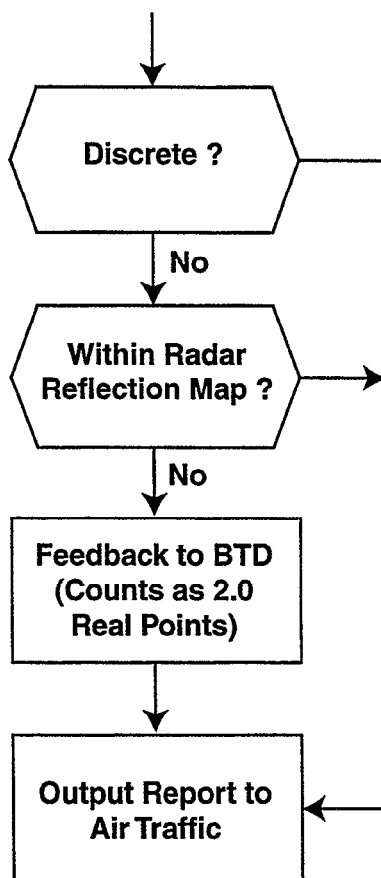 Discrete ?
No
Within Radar
Reflection Map ?
No
Feedback to BTD
(Counts as 2.0
Real Points)
Output Report to
Air Traffic